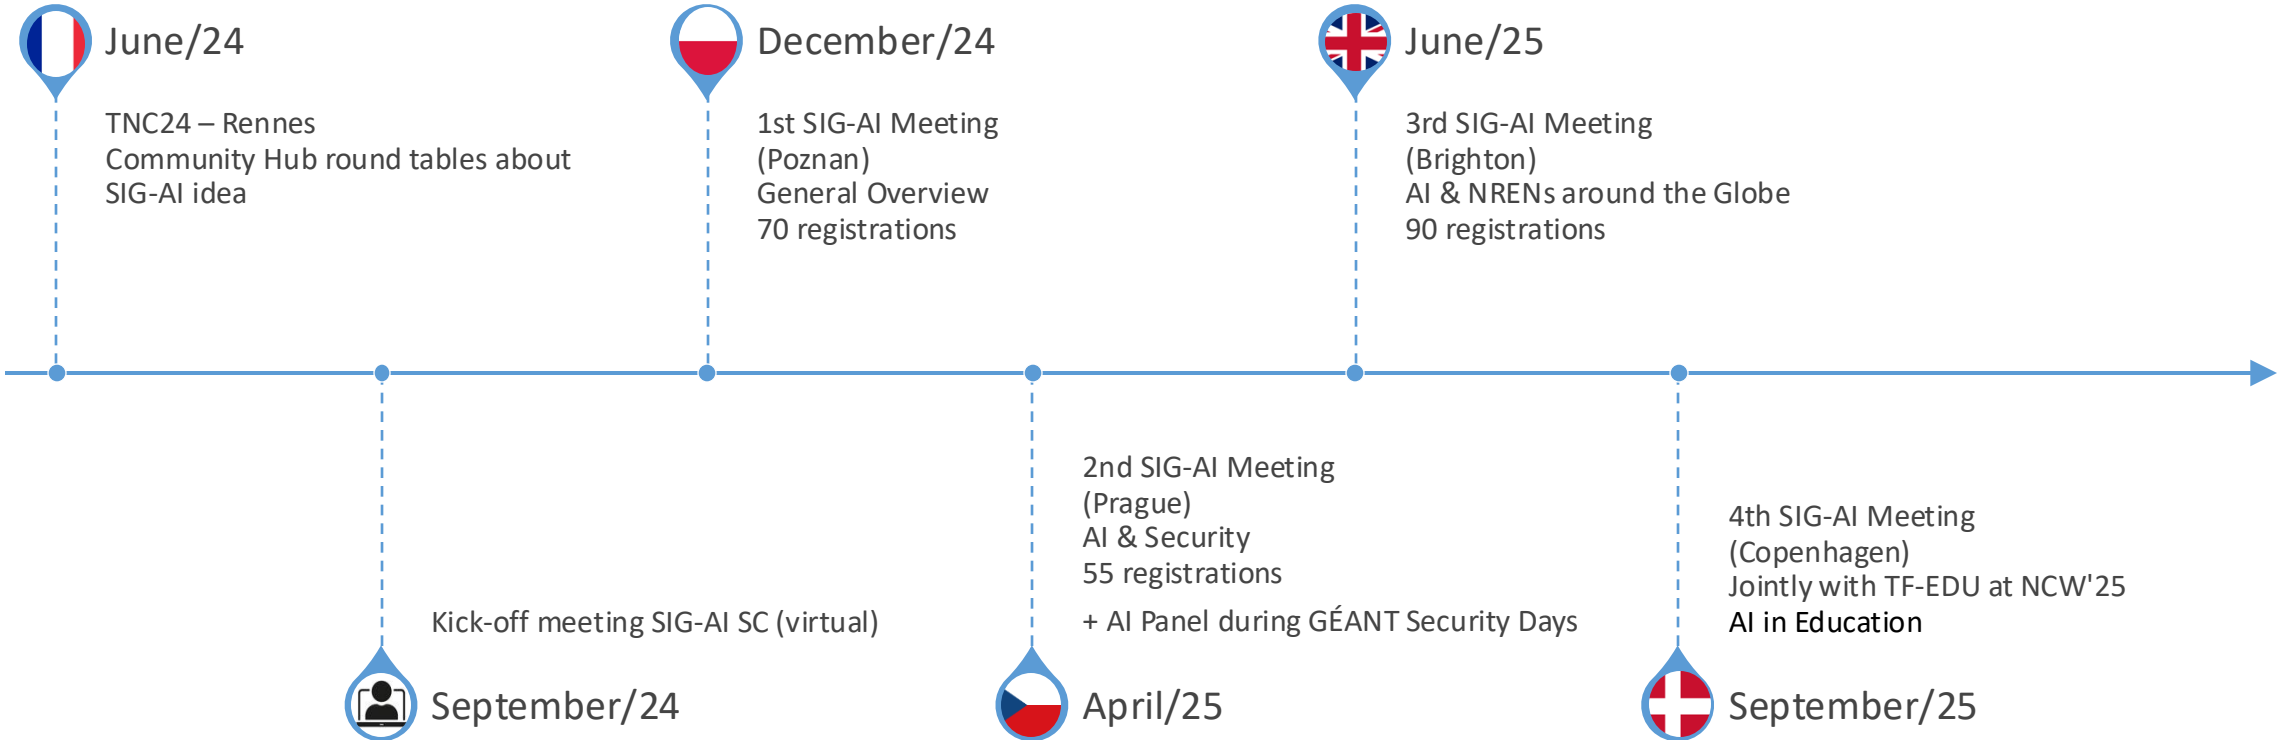 June/24
TNC24 – Rennes
Community Hub round tables about
SIG-AI idea
Kick-off meeting SIG-AI SC (virtual)
September/24
December/24
1st SIG-AI Meeting
(Poznan)
General Overview
70 registrations
2nd SIG-AI Meeting
(Prague)
AI & Security
55 registrations
+ AI Panel during GÉANT Security Days
April/25
June/25
3rd SIG-AI Meeting
(Brighton)
AI & NRENs around the Globe
90 registrations
4th SIG-AI Meeting
(Copenhagen)
Jointly with TF-EDU at NCW'25
AI in Education
September/25